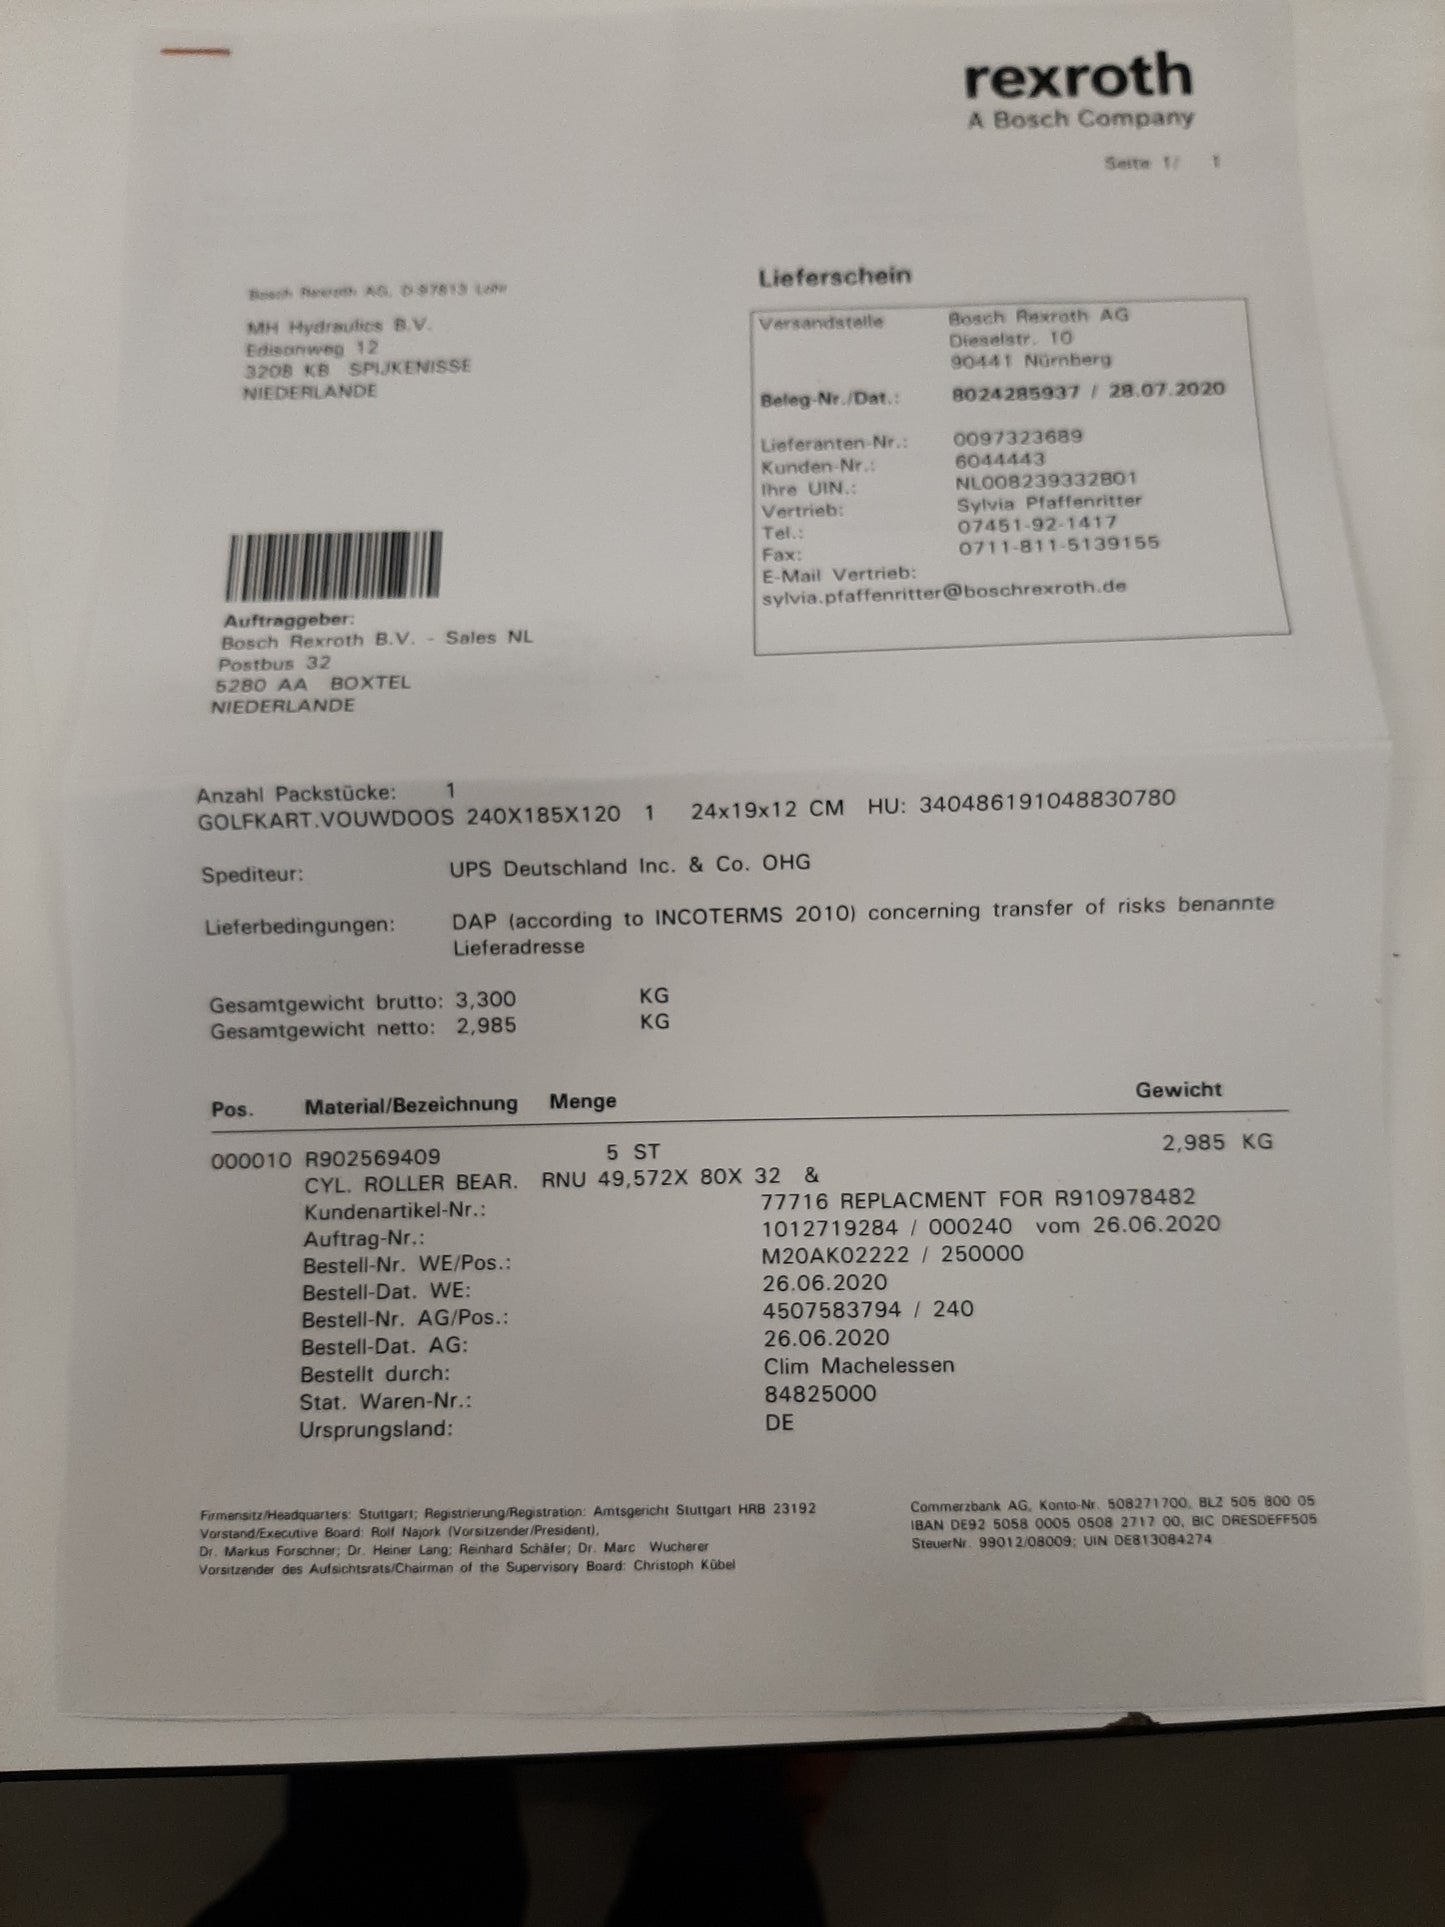 rexroth
A Bosch Company
Seite 1/ 1
Bosch Rexroth AG, D-97813 Lohr
MH Hydraulics B.V.
Edisonweg 12
3208 KB SPIJKENISSE
NIEDERLANDE
Lieferschein
Versandstelle Bosch Rexroth AG
Dieselstr. 10
90441 Nürnberg
Beleg-Nr./Dat.: 8024285937 / 28.07.2020
Lieferanten-Nr.: 0097323689
Kunden-Nr.: 6044443
Ihre UIN.: NL008239332B01
Vertrieb: Sylvia Pfaffenritter
Tel.: 07451-92-1417
Fax: 0711-811-5139155
E-Mail Vertrieb:
sylvia.pfaffenritter@boschrexroth.de
Auftraggeber:
Bosch Rexroth B.V. - Sales NL
Postbus 32
5280 AA BOXTEL
NIEDERLANDE
Anzahl Packstücke: 1
GOLFKART.VOUWDOOS 240X185X120 1 24x19x12 CM HU: 340486191048830780
Spediteur: UPS Deutschland Inc. & Co. OHG
Lieferbedingungen: DAP (according to INCOTERMS 2010) concerning transfer of risks benannte
Lieferadresse
Gesamtgewicht brutto: 3,300 KG
Gesamtgewicht netto: 2,985 KG
Pos. Material/Bezeichnung Menge Gewicht
000010 R902569409 5 ST 2,985 KG
CYL. ROLLER BEAR. RNU 49,572X 80X 32 &
Kundenartikel-Nr.: 77716 REPLACMENT FOR R910978482
Auftrag-Nr.: 1012719284 / 000240 vom 26.06.2020
Bestell-Nr. WE/Pos.: M20AK02222 / 250000
Bestell-Dat. WE: 26.06.2020
Bestell-Nr. AG/Pos.: 4507583794 / 240
Bestell-Dat. AG: 26.06.2020
Bestellt durch: Clim Machelessen
Stat. Waren-Nr.: 84825000
Ursprungsland: DE
Firmensitz/Headquarters: Stuttgart; Registrierung/Registration: Amtsgericht Stuttgart HRB 23192
Vorstand/Executive Board: Rolf Najork (Vorsitzender/President),
Dr. Markus Forschner; Dr. Heiner Lang; Reinhard Schäfer; Dr. Marc Wucherer
Vorsitzender des Aufsichtsrats/Chairman of the Supervisory Board: Christoph Kübel
Commerzbank AG, Konto-Nr. 508271700, BLZ 505 800 05
IBAN DE92 5058 0005 0508 2717 00, BIC DRESDEFF505
SteuerNr. 99012/08009; UIN DE813084274